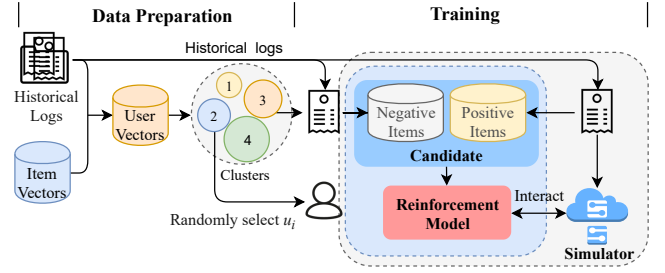 Data Preparation
Training
Historical logs
Historical
Logs
User
Vectors
Item
Vectors
1
2
3
4
Clusters
Randomly select u_i
Negative
Items
Positive
Items
Candidate
Reinforcement
Model
Interact
Simulator